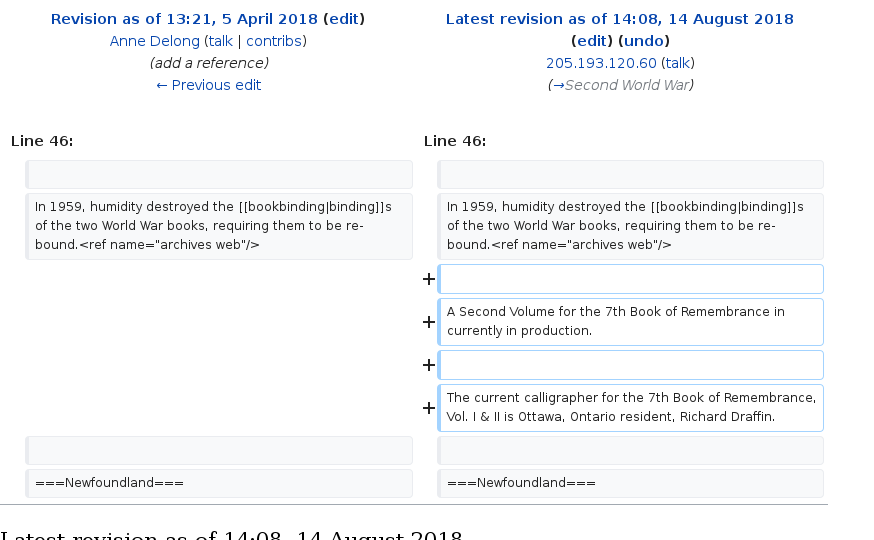 Revision as of 13:21, 5 April 2018 (edit)
Anne Delong (talk | contribs)
(add a reference)
← Previous edit
Latest revision as of 14:08, 14 August 2018
(edit) (undo)
205.193.120.60 (talk)
(→Second World War)
Line 46:
Line 46:
In 1959, humidity destroyed the [[bookbinding|binding]]s
of the two World War books, requiring them to be re-
bound.<ref name="archives web"/>
In 1959, humidity destroyed the [[bookbinding|binding]]s
of the two World War books, requiring them to be re-
bound.<ref name="archives web"/>
+
+ A Second Volume for the 7th Book of Remembrance in
currently in production.
+
+ The current calligrapher for the 7th Book of Remembrance,
Vol. I & II is Ottawa, Ontario resident, Richard Draffin.
===Newfoundland===
===Newfoundland===
Latest revision as of 14:08, 14 August 2018